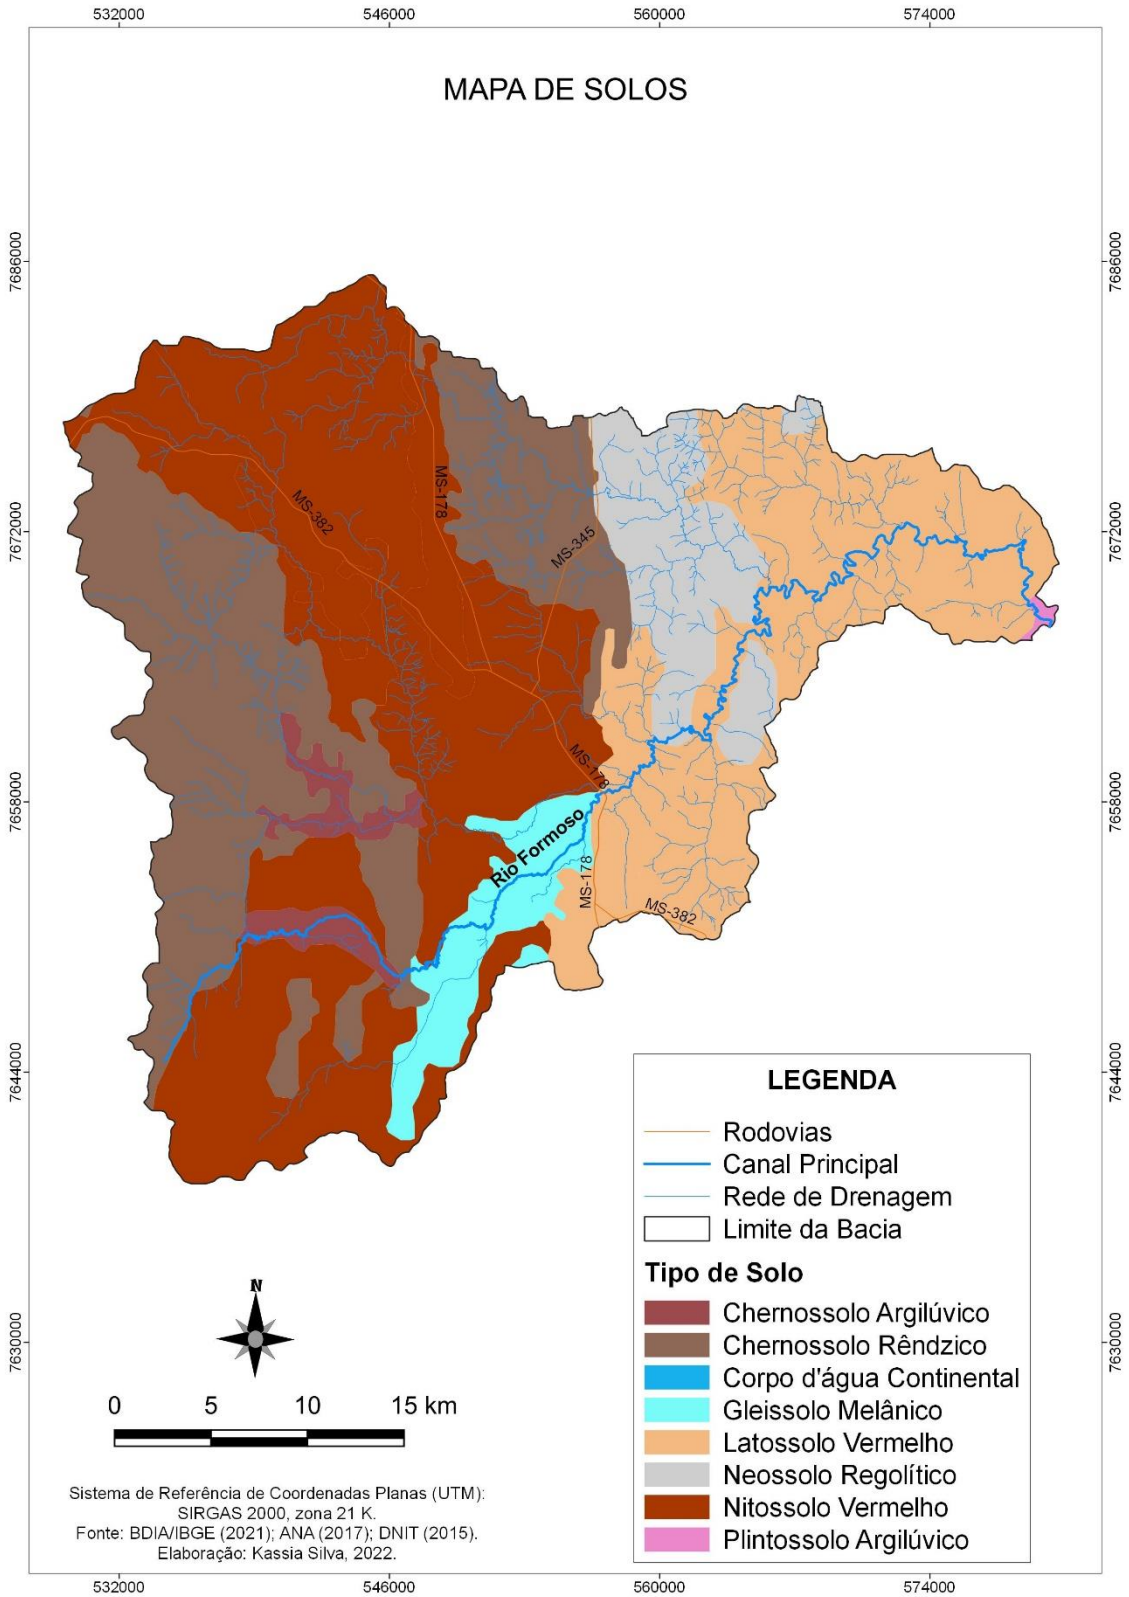 532000
546000
560000
574000
MAPA DE SOLOS
7686000
7686000
7672000
7672000
7658000
7658000
7644000
7644000
7630000
7630000
MS-178
MS-382
MS-345
MS-178
Rio Formoso
MS-178
MS-382
LEGENDA
Rodovias
Canal Principal
Rede de Drenagem
Limite da Bacia
Tipo de Solo
Chernossolo Argilúvico
Chernossolo Rêndzico
Corpo d'água Continental
Gleissolo Melânico
Latossolo Vermelho
Neossolo Regolítico
Nitossolo Vermelho
Plintossolo Argilúvico
N
0 5 10 15 km
Sistema de Referência de Coordenadas Planas (UTM):
SIRGAS 2000, zona 21 K.
Fonte: BDIA/IBGE (2021); ANA (2017); DNIT (2015).
Elaboração: Kassia Silva, 2022.
532000
546000
560000
574000